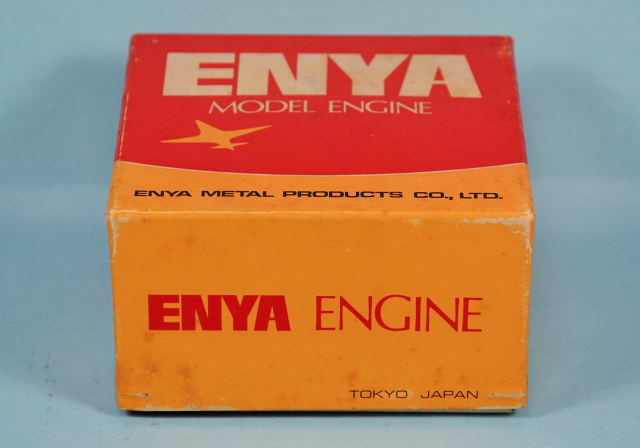 ENYA
MODEL ENGINE
ENYA METAL PRODUCTS CO., LTD.
ENYA ENGINE
TOKYO JAPAN